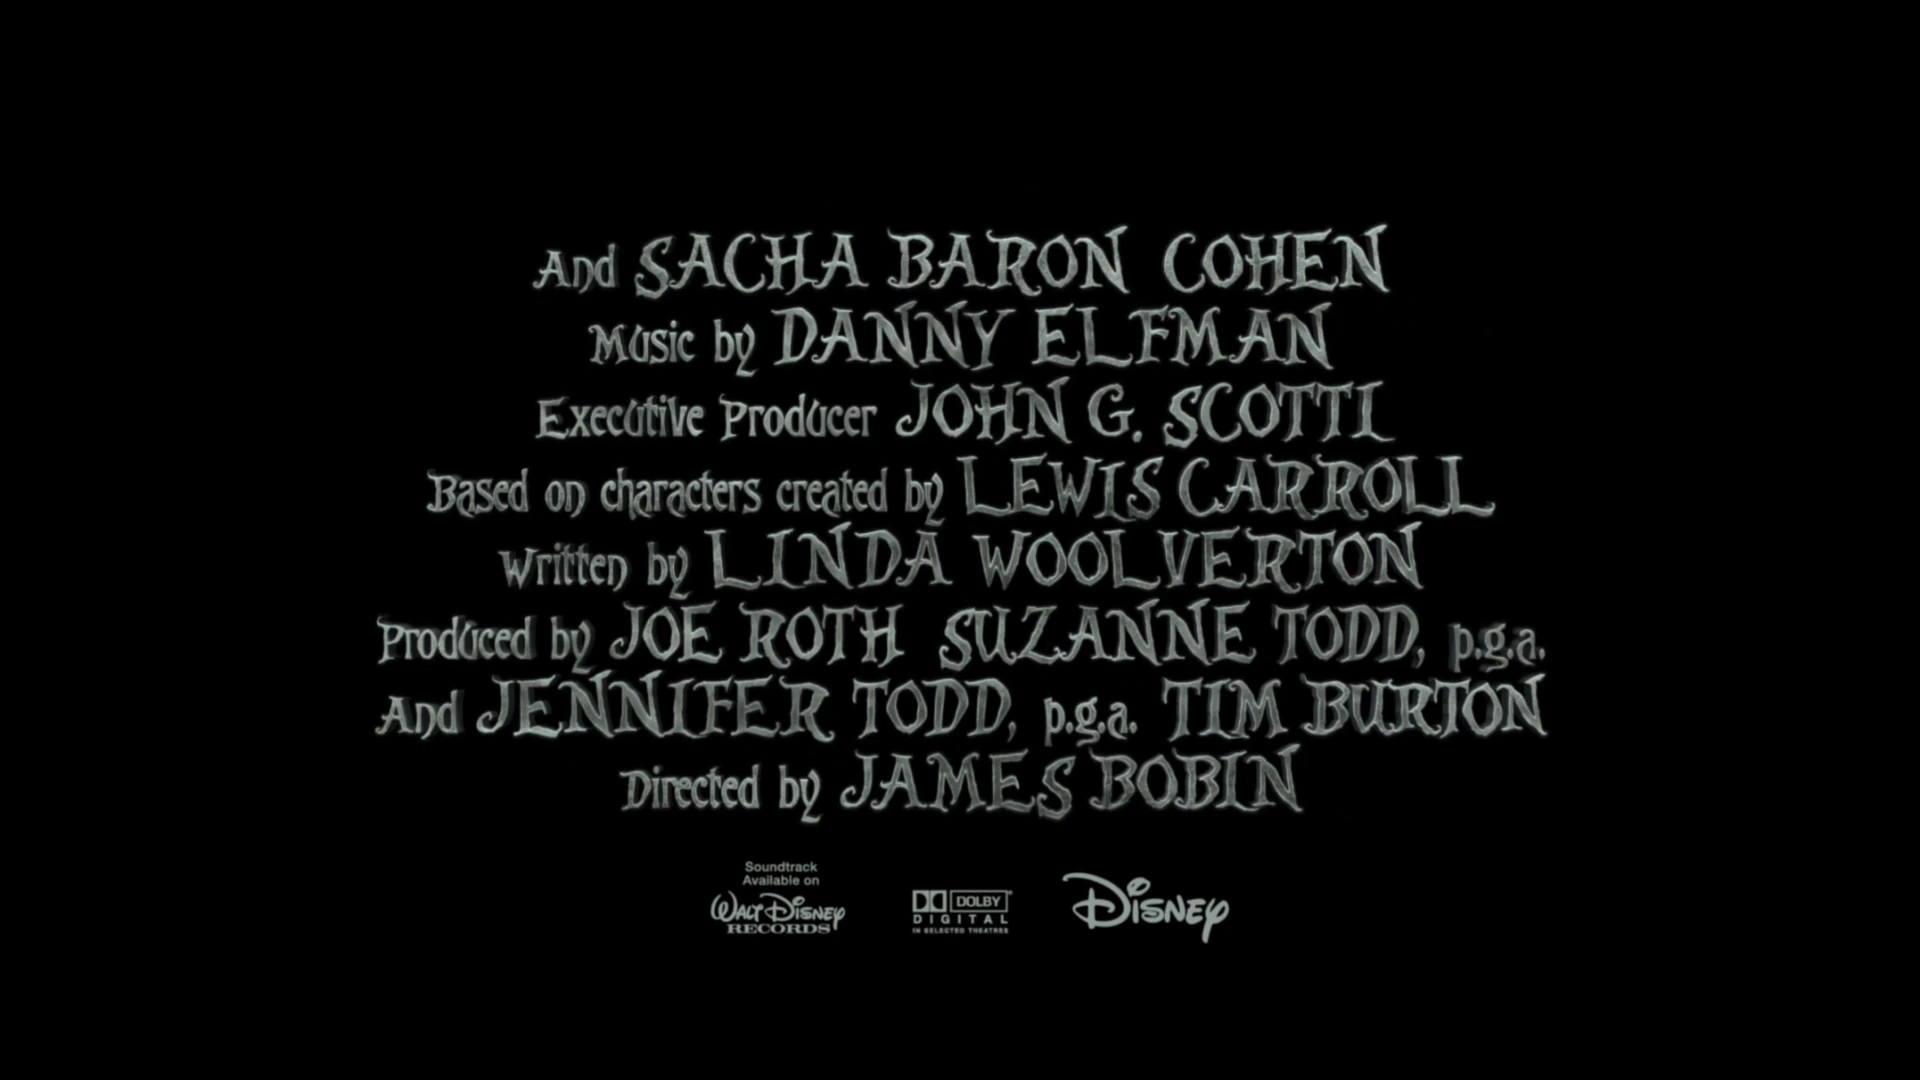 And SACHA BARON COHEN
Music by DANNY ELFMAN
Executive Producer JOHN G. SCOTTI
Based on characters created by LEWIS CARROLL
Written by LINDA WOOLVERTON
Produced by JOE ROTH SUZANNE TODD, p.g.a.
And JENNIFER TODD, p.g.a. TIM BURTON
Directed by JAMES BOBIN
Soundtrack
Available on
WALT DISNEY
RECORDS
DOLBY
DIGITAL
IN SELECTED THEATRES
DISNEY